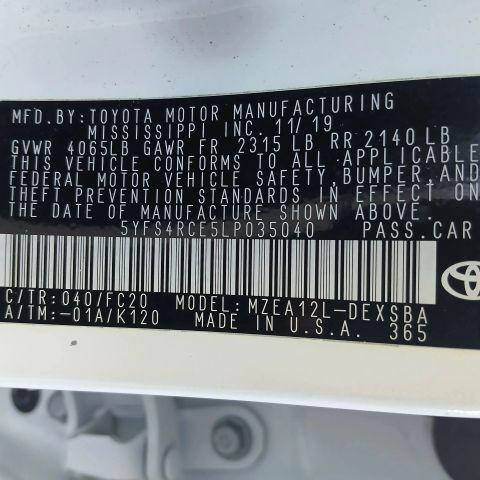 MFD.BY:TOYOTA MOTOR MANUFACTURING
MISSISSIPPI INC. 11/19
GVWR 4065LB GAWR FR 2315 LB RR 2140 LB
THIS VEHICLE CONFORMS TO ALL APPLICABLE
FEDERAL MOTOR VEHICLE SAFETY, BUMPER, AND
THEFT PREVENTION STANDARDS IN EFFECT ON
THE DATE OF MANUFACTURE SHOWN ABOVE.
5YFS4RCE5LP035040 PASS.CAR
C/TR: 040/FC20 MODEL: MZEA12L-DEXSBA
A/TM:-01A/K120 MADE IN U.S.A. 365